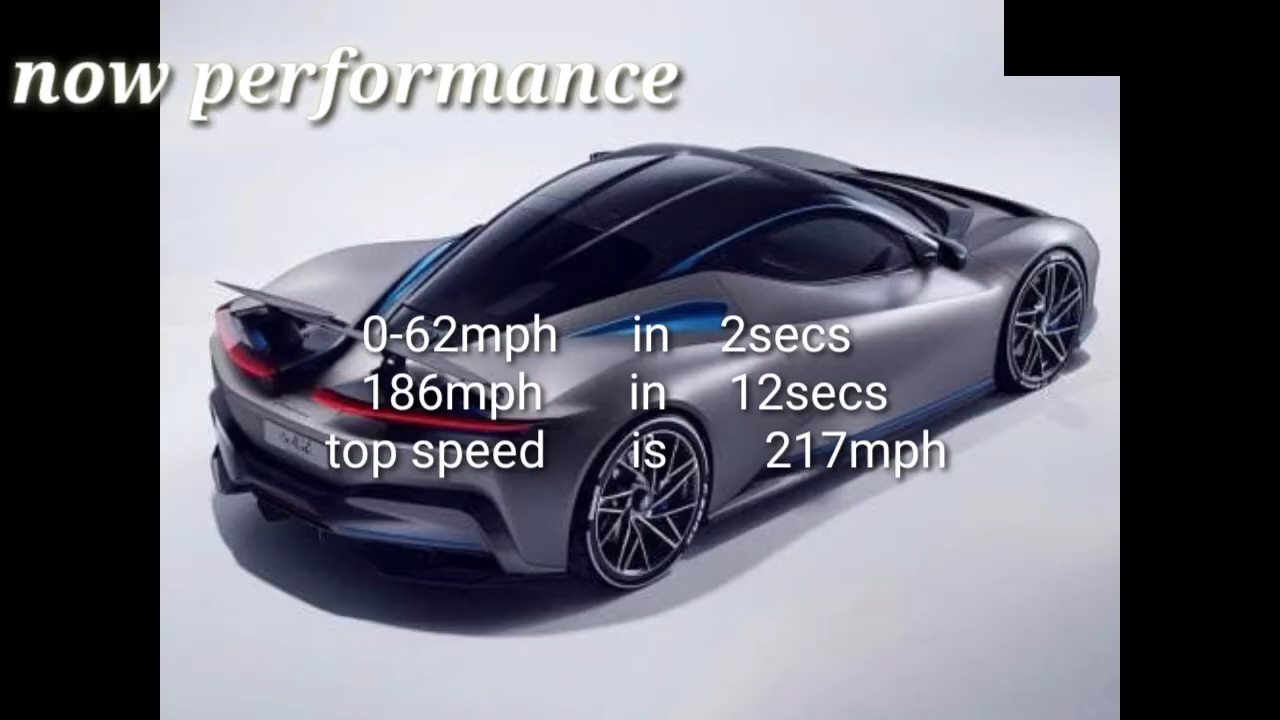 now performance
0-62mph in 2secs
186mph in 12secs
top speed is 217mph